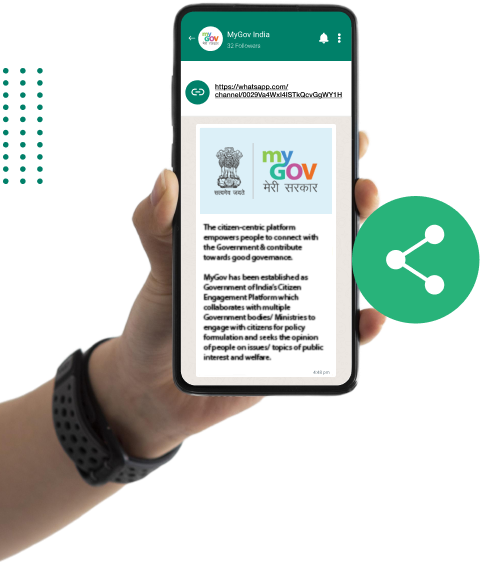 MyGov India
32 Followers
https://whatsapp.com/
channel/0029Va4WxI4ISTkQcvGgWY1H
सत्यमेव जयते
my
GOV
मेरी सरकार
The citizen-centric platform
empowers people to connect with
the Government & contribute
towards good governance.
MyGov has been established as
Government of India's Citizen
Engagement Platform which
collaborates with multiple
Government bodies/ Ministries to
engage with citizens for policy
formulation and seeks the opinion
of people on issues/ topics of public
interest and welfare.
4:48 pm